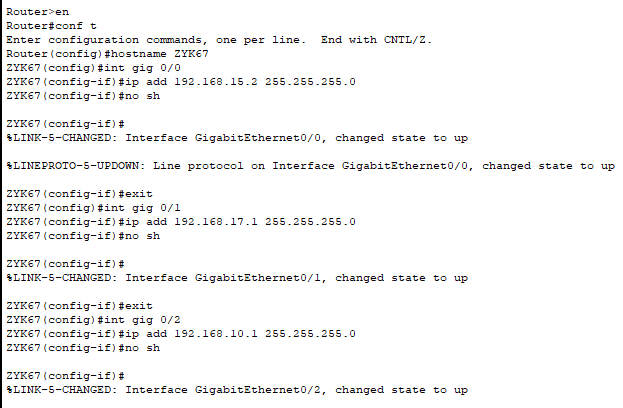 Router>en
Router#conf t
Enter configuration commands, one per line.  End with CNTL/Z.
Router(config)#hostname ZYK67
ZYK67(config)#int gig 0/0
ZYK67(config-if)#ip add 192.168.15.2 255.255.255.0
ZYK67(config-if)#no sh
ZYK67(config-if)#
%LINK-5-CHANGED: Interface GigabitEthernet0/0, changed state to up
%LINEPROTO-5-UPDOWN: Line protocol on Interface GigabitEthernet0/0, changed state to up
ZYK67(config-if)#exit
ZYK67(config)#int gig 0/1
ZYK67(config-if)#ip add 192.168.17.1 255.255.255.0
ZYK67(config-if)#no sh
ZYK67(config-if)#
%LINK-5-CHANGED: Interface GigabitEthernet0/1, changed state to up
ZYK67(config-if)#exit
ZYK67(config)#int gig 0/2
ZYK67(config-if)#ip add 192.168.10.1 255.255.255.0
ZYK67(config-if)#no sh
ZYK67(config-if)#
%LINK-5-CHANGED: Interface GigabitEthernet0/2, changed state to up